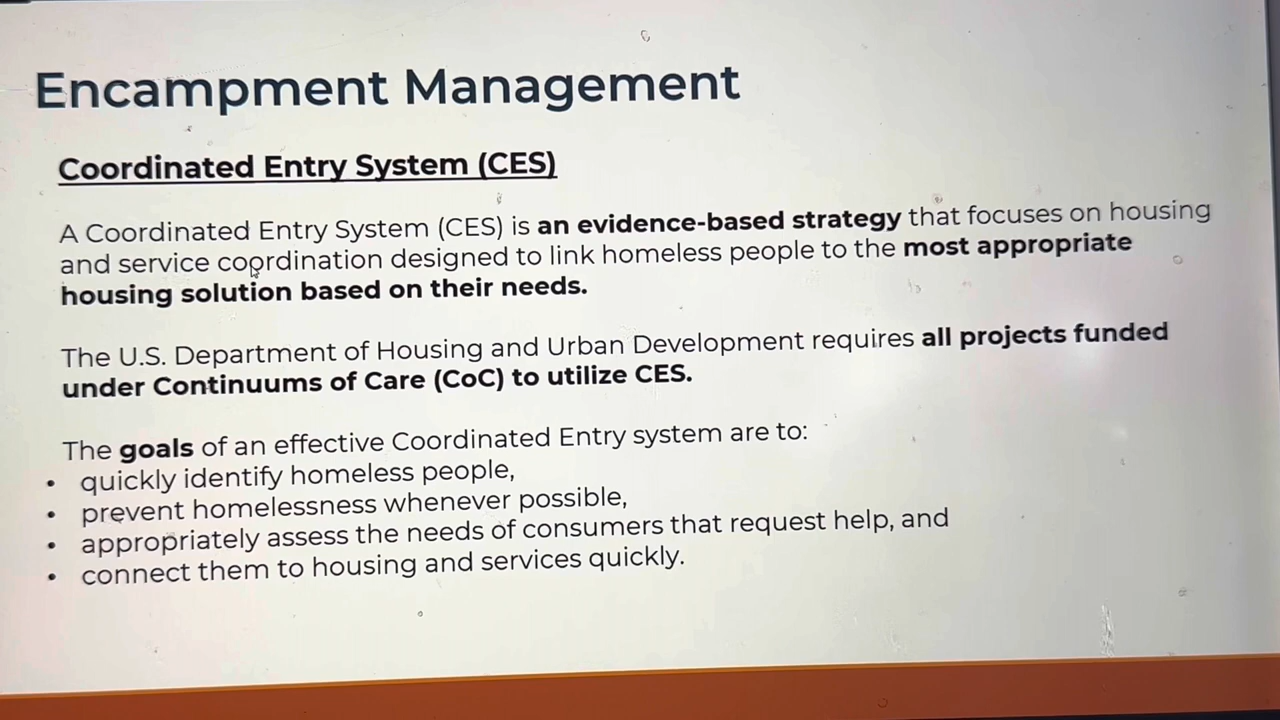 Encampment Management
Coordinated Entry System (CES)
A Coordinated Entry System (CES) is an evidence-based strategy that focuses on housing
and service coordination designed to link homeless people to the most appropriate
housing solution based on their needs.
The U.S. Department of Housing and Urban Development requires all projects funded
under Continuums of Care (CoC) to utilize CES.
The goals of an effective Coordinated Entry system are to:
• quickly identify homeless people,
• prevent homelessness whenever possible,
• appropriately assess the needs of consumers that request help, and
• connect them to housing and services quickly.